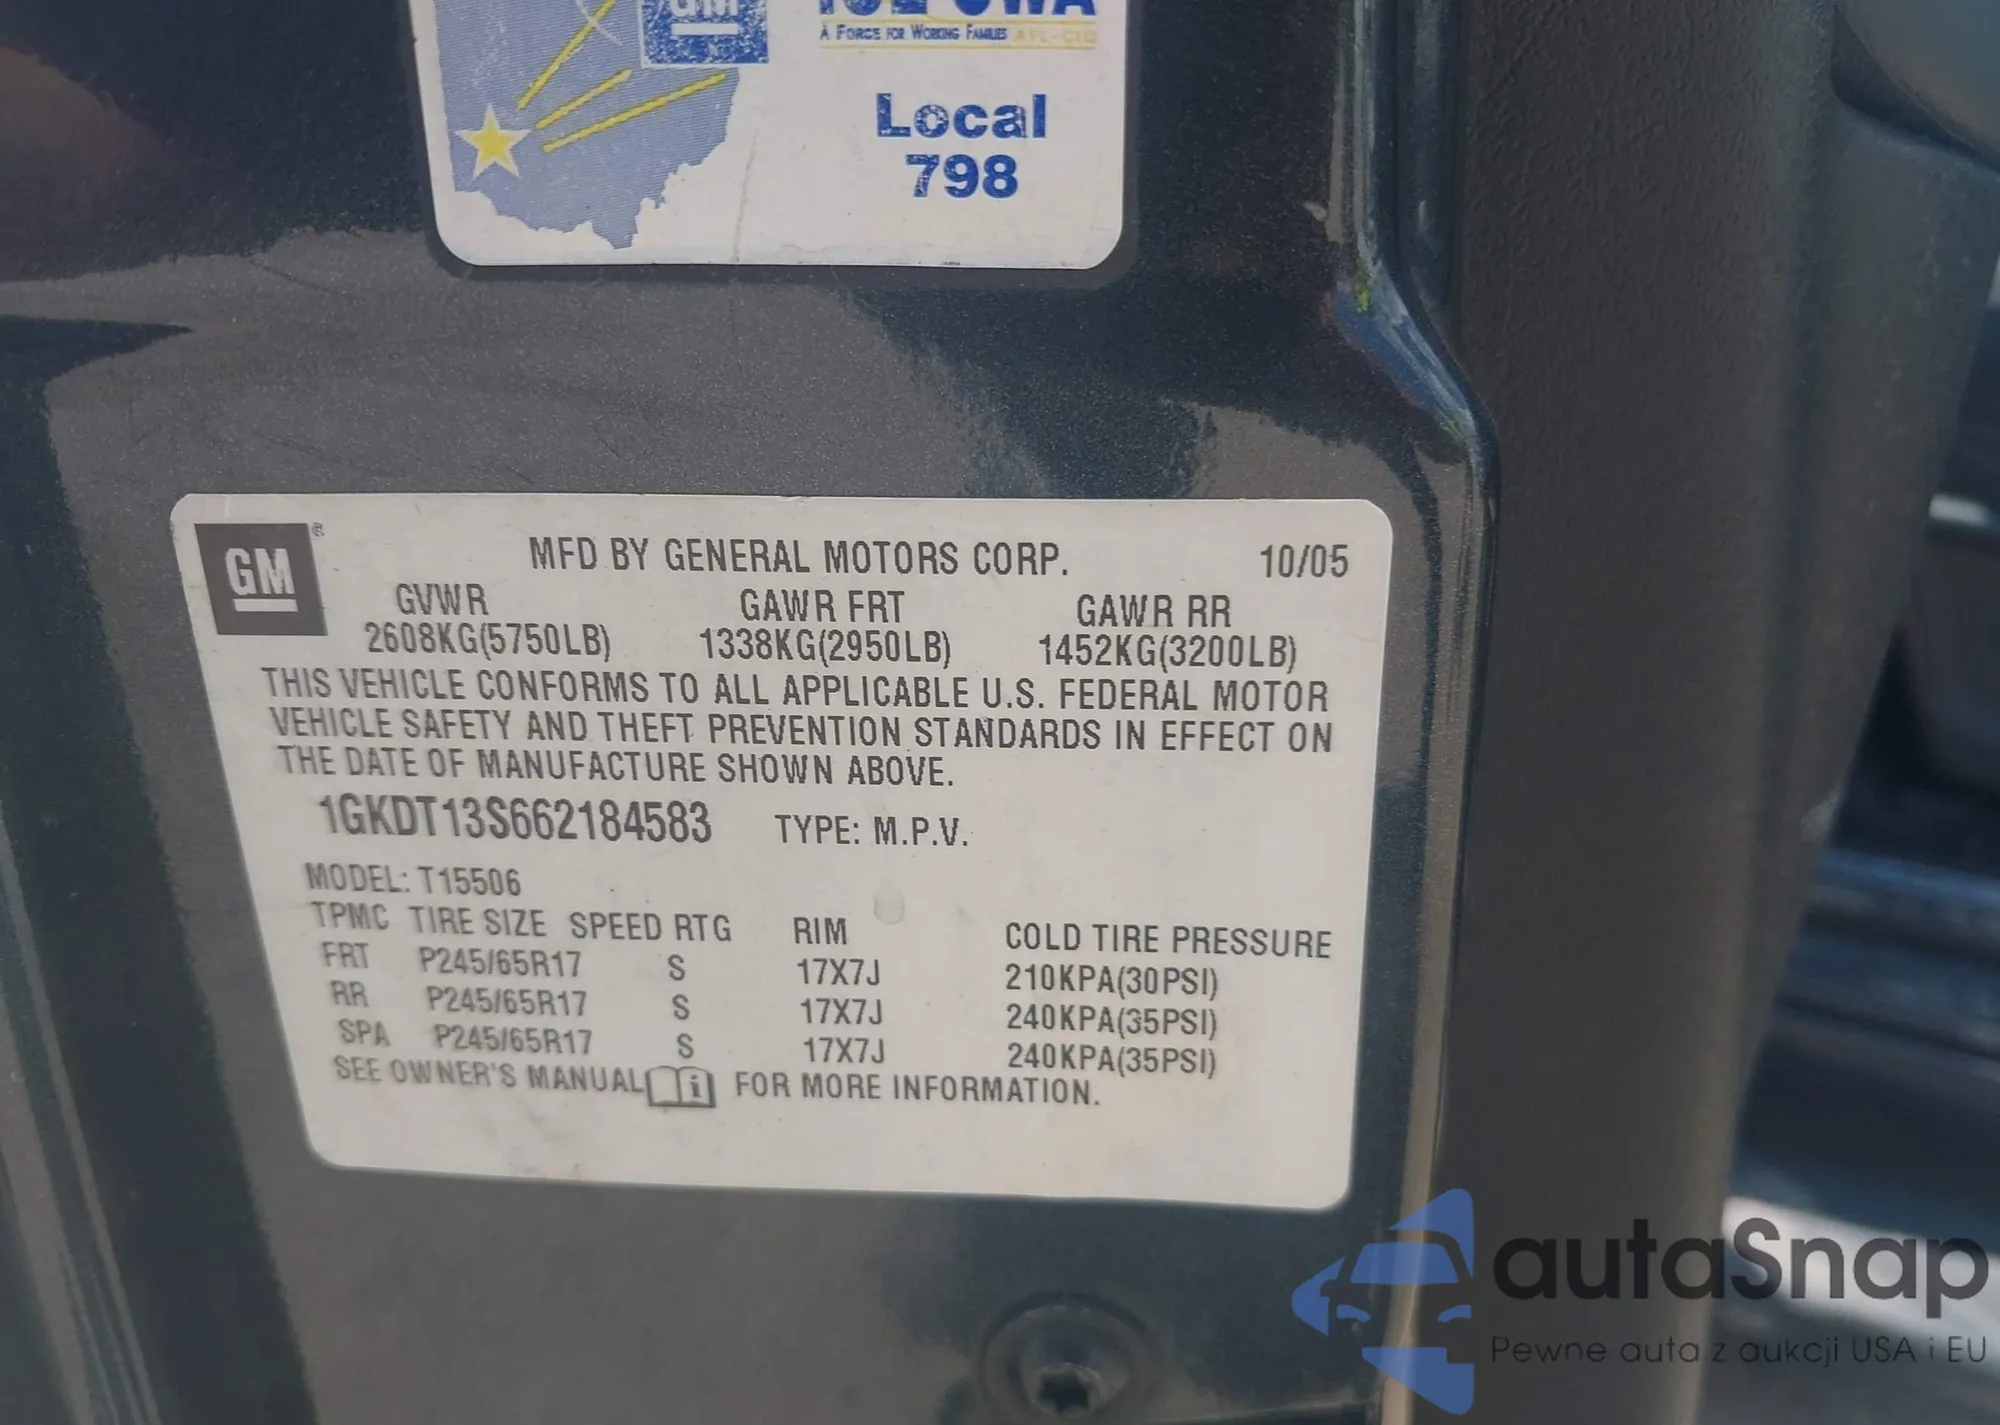 GM
A FORCE FOR WORKING FAMILIES AFL-CIO
Local
798
GM
MFD BY GENERAL MOTORS CORP. 10/05
GVWR GAWR FRT GAWR RR
2608KG(5750LB) 1338KG(2950LB) 1452KG(3200LB)
THIS VEHICLE CONFORMS TO ALL APPLICABLE U.S. FEDERAL MOTOR
VEHICLE SAFETY AND THEFT PREVENTION STANDARDS IN EFFECT ON
THE DATE OF MANUFACTURE SHOWN ABOVE.
1GKDT13S662184583 TYPE: M.P.V.
MODEL: T15506
TPMC TIRE SIZE SPEED RTG RIM COLD TIRE PRESSURE
FRT P245/65R17 S 17X7J 210KPA(30PSI)
RR P245/65R17 S 17X7J 240KPA(35PSI)
SPA P245/65R17 S 17X7J 240KPA(35PSI)
SEE OWNER'S MANUAL FOR MORE INFORMATION.
autaSnap
Pewne auta z aukcji USA i EU